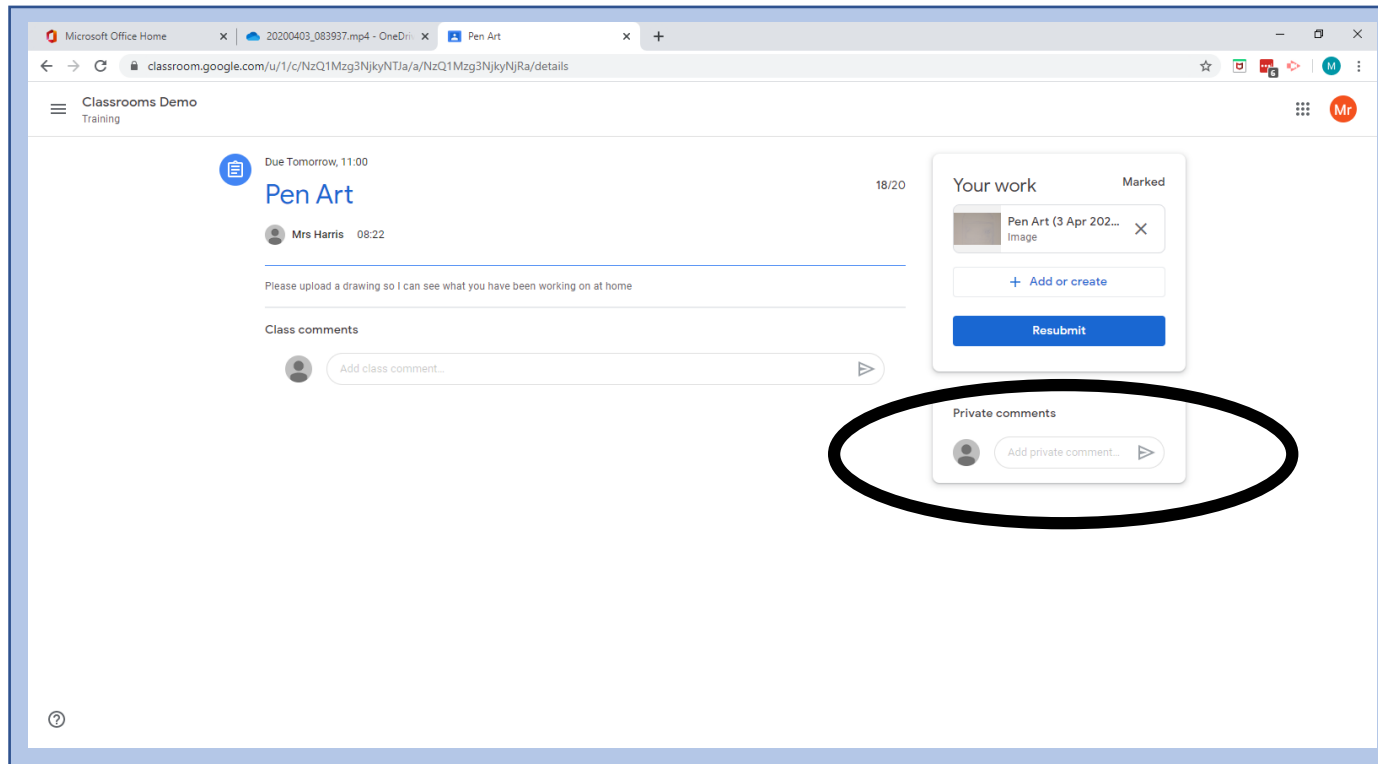 Microsoft Office Home
20200403_083937.mp4 - OneDri
Pen Art
classroom.google.com/u/1/c/NzQ1Mzg3NjkyNTJa/a/NzQ1Mzg3NjkyNjRa/details
6
M
Classrooms Demo
Training
Mr
Due Tomorrow, 11:00
Pen Art
18/20
Mrs Harris 08:22
Please upload a drawing so I can see what you have been working on at home
Class comments
Add class comment...
Your work
Marked
Pen Art (3 Apr 202...
Image
+ Add or create
Resubmit
Private comments
Add private comment...